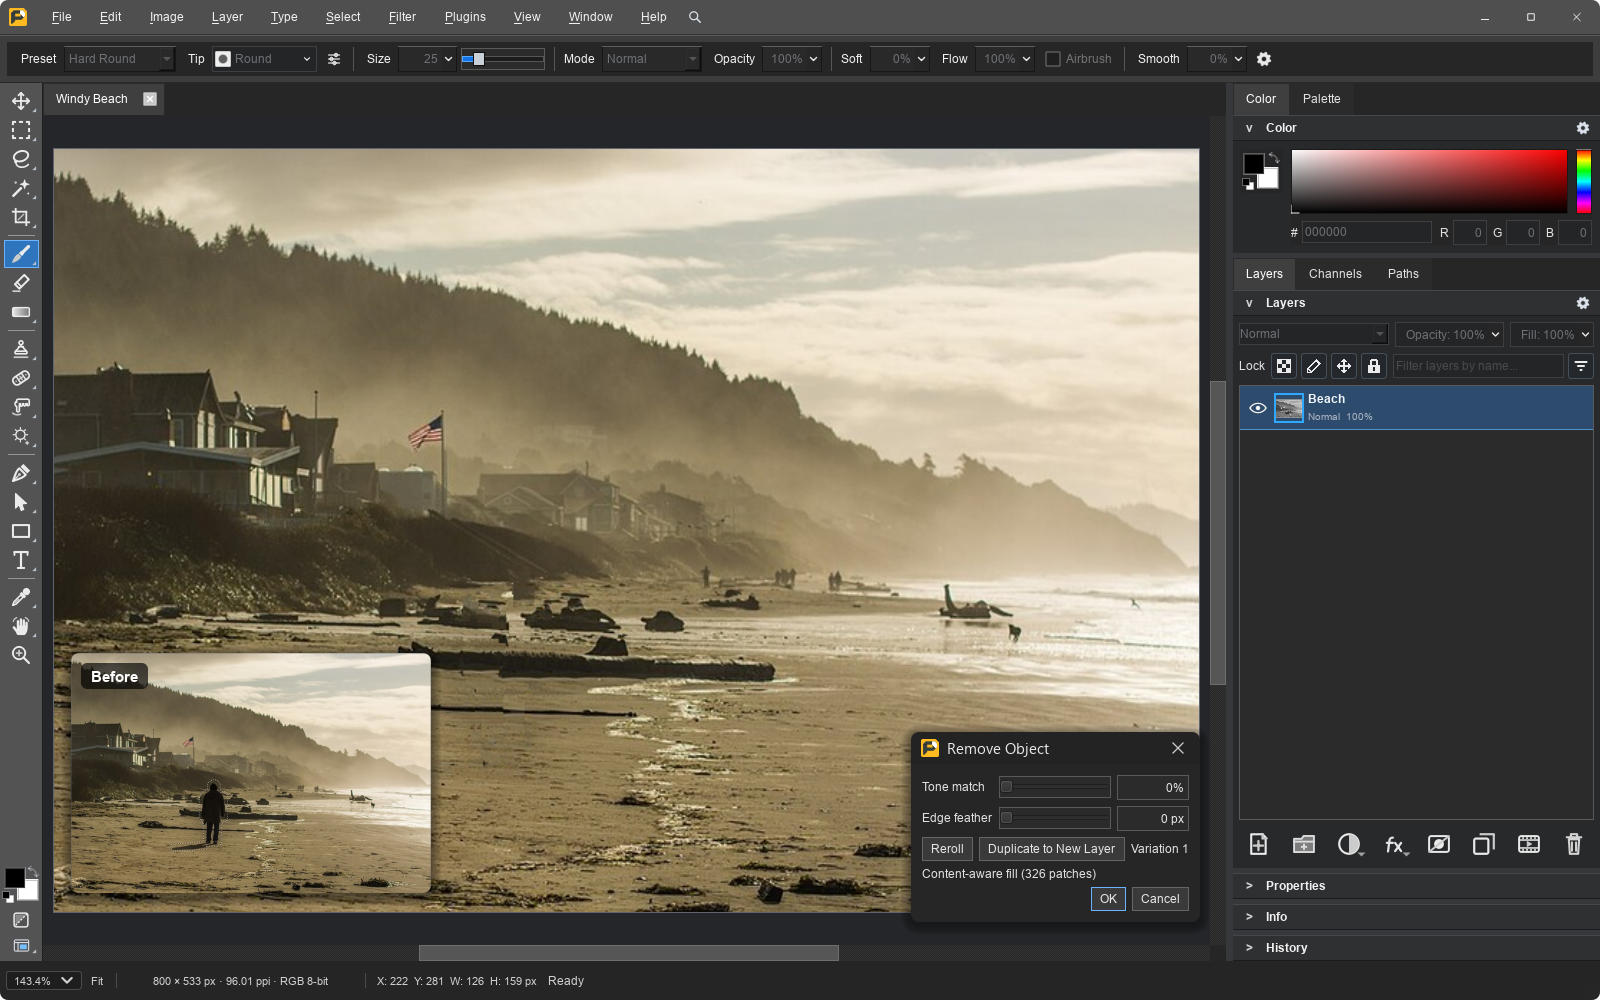 File Edit Image Layer Type Select Filter Plugins View Window Help
Preset Hard Round Tip Round Size 25 Mode Normal Opacity 100% Soft 0% Flow 100% Airbrush Smooth 0%
Windy Beach
Color Palette
Color
# 000000 R 0 G 0 B 0
Layers Channels Paths
Layers
Normal Opacity: 100% Fill: 100%
Lock Filter layers by name...
Beach
Normal 100%
Before
Remove Object
Tone match 0%
Edge feather 0 px
Reroll Duplicate to New Layer Variation 1
Content-aware fill (326 patches)
OK Cancel
fx
Properties
Info
History
143.4% Fit 800 × 533 px · 96.01 ppi · RGB 8-bit X: 222 Y: 281 W: 126 H: 159 px Ready